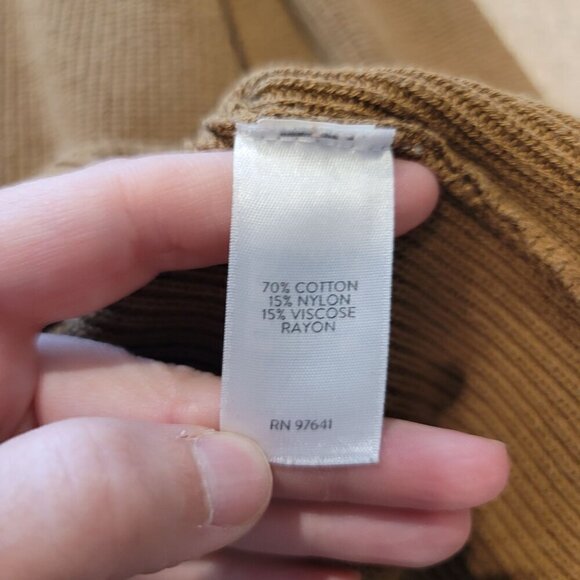 70% COTTON
15% NYLON
15% VISCOSE
RAYON
RN 97641